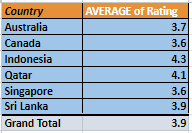 Country AVERAGE of Rating
Australia 3.7
Canada 3.6
Indonesia 4.3
Qatar 4.1
Singapore 3.6
Sri Lanka 3.9
Grand Total 3.9